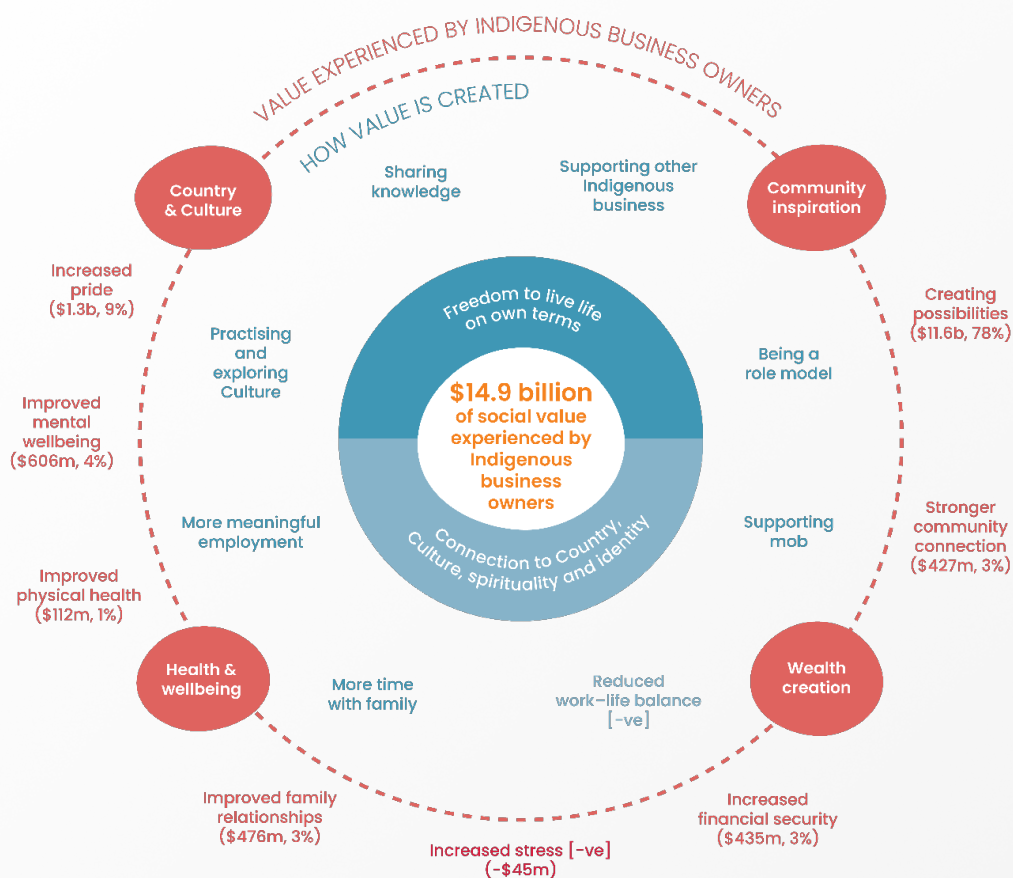 VALUE EXPERIENCED BY INDIGENOUS BUSINESS OWNERS
HOW VALUE IS CREATED
Country
& Culture
Sharing
knowledge
Supporting other
Indigenous
business
Community
inspiration
Increased
pride
($1.3b, 9%)
Improved
mental
wellbeing
($606m, 4%)
Improved
physical health
($112m, 1%)
Practising
and
exploring
Culture
More meaningful
employment
Freedom to live life
on own terms
$14.9 billion
of social value
experienced by
Indigenous
business
owners
Connection to Country,
Culture, spirituality and identity
Being a
role model
Supporting
mob
Creating
possibilities
($11.6b, 78%)
Stronger
community
connection
($427m, 3%)
Health &
wellbeing
More time
with family
Reduced
work–life balance
[-ve]
Wealth
creation
Improved family
relationships
($476m, 3%)
Increased stress [-ve]
(-$45m)
Increased
financial security
($435m, 3%)